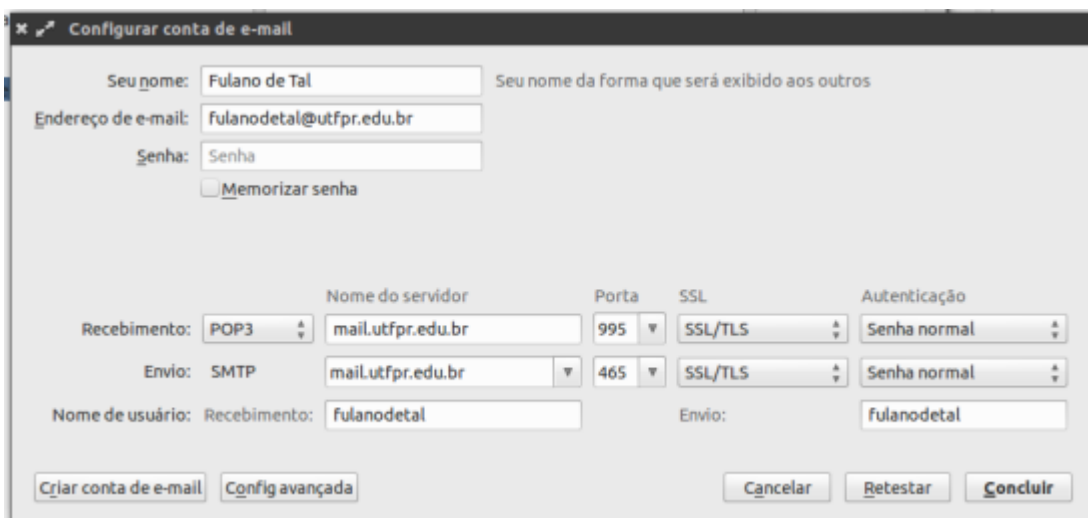 Configurar conta de e-mail
Seu nome: Fulano de Tal Seu nome da forma que será exibido aos outros
Endereço de e-mail: fulanodetal@utfpr.edu.br
Senha: Senha
Memorizar senha
Nome do servidor Porta SSL Autenticação
Recebimento: POP3 mail.utfpr.edu.br 995 SSL/TLS Senha normal
Envio: SMTP mail.utfpr.edu.br 465 SSL/TLS Senha normal
Nome de usuário: Recebimento: fulanodetal Envio: fulanodetal
Criar conta de e-mail Config avançada Cancelar Retestar Concluir